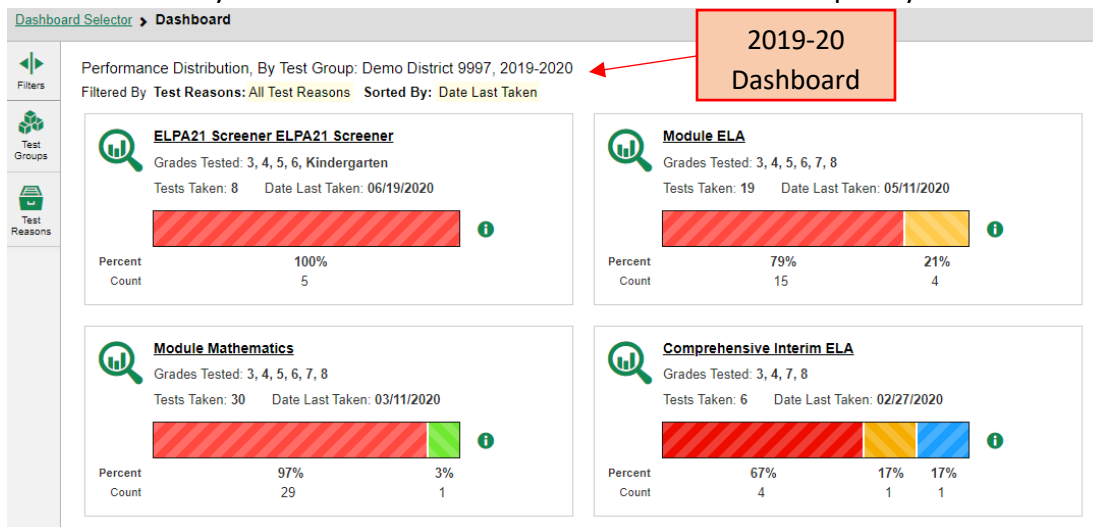 Dashboard Selector > Dashboard
2019-20
Dashboard
Filters
Test
Groups
Test
Reasons
Performance Distribution, By Test Group: Demo District 9997, 2019-2020
Filtered By Test Reasons: All Test Reasons Sorted By: Date Last Taken
ELPA21 Screener ELPA21 Screener
Grades Tested: 3, 4, 5, 6, Kindergarten
Tests Taken: 8 Date Last Taken: 06/19/2020
Percent 100%
Count 5
Module ELA
Grades Tested: 3, 4, 5, 6, 7, 8
Tests Taken: 19 Date Last Taken: 05/11/2020
Percent 79% 21%
Count 15 4
Module Mathematics
Grades Tested: 3, 4, 5, 6, 7, 8
Tests Taken: 30 Date Last Taken: 03/11/2020
Percent 97% 3%
Count 29 1
Comprehensive Interim ELA
Grades Tested: 3, 4, 7, 8
Tests Taken: 6 Date Last Taken: 02/27/2020
Percent 67% 17% 17%
Count 4 1 1